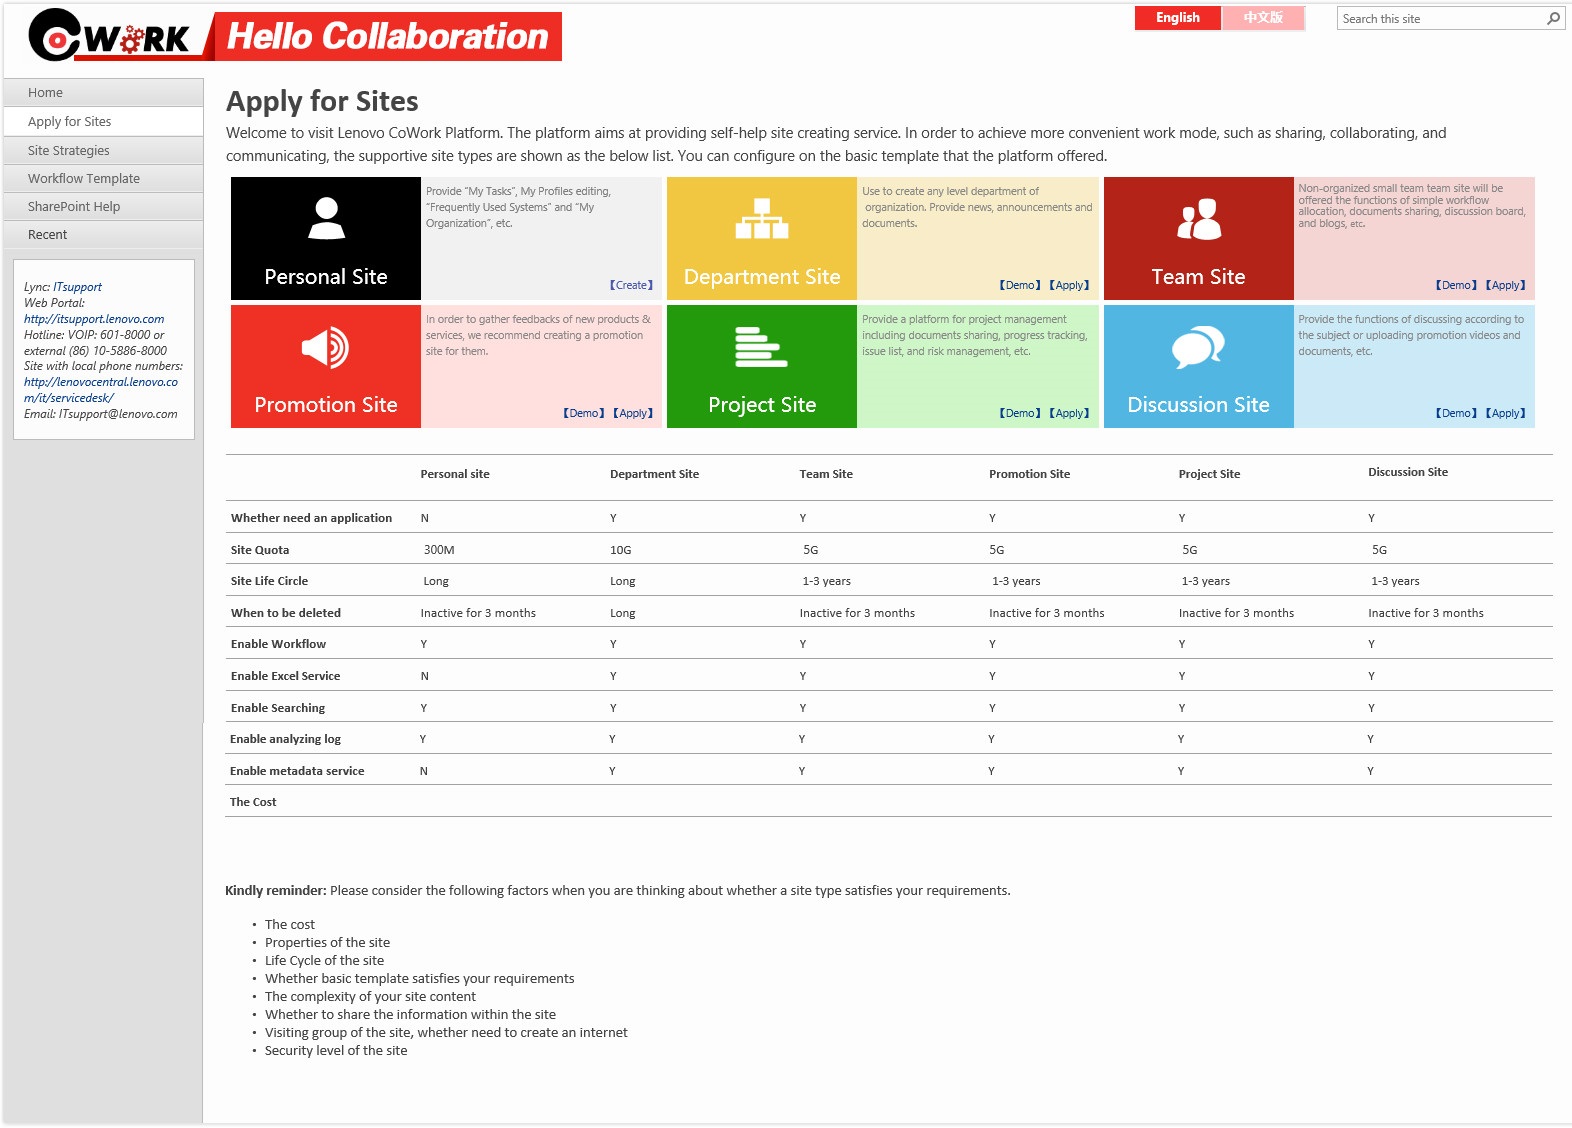 CoWORK Hello Collaboration
English 中文版 Search this site
Home
Apply for Sites
Site Strategies
Workflow Template
SharePoint Help
Recent
Lync: ITsupport
Web Portal:
http://itsupport.lenovo.com
Hotline: VOIP: 601-8000 or
external (86) 10-5886-8000
Site with local phone numbers:
http://lenovocentral.lenovo.co
m/it/servicedesk/
Email: ITsupport@lenovo.com
Apply for Sites
Welcome to visit Lenovo CoWork Platform. The platform aims at providing self-help site creating service. In order to achieve more convenient work mode, such as sharing, collaborating, and
communicating, the supportive site types are shown as the below list. You can configure on the basic template that the platform offered.
Personal Site
Provide “My Tasks”, My Profiles editing,
“Frequently Used Systems” and “My
Organization”, etc.
【Create】
Department Site
Use to create any level department of
organization. Provide news, announcements and
documents.
【Demo】【Apply】
Team Site
Non-organized small team team site will be
offered the functions of simple workflow
allocation, documents sharing, discussion board,
and blogs, etc.
【Demo】【Apply】
Promotion Site
In order to gather feedbacks of new products &
services, we recommend creating a promotion
site for them.
【Demo】【Apply】
Project Site
Provide a platform for project management
including documents sharing, progress tracking,
issue list, and risk management, etc.
【Demo】【Apply】
Discussion Site
Provide the functions of discussing according to
the subject or uploading promotion videos and
documents, etc.
【Demo】【Apply】
Personal site Department Site Team Site Promotion Site Project Site Discussion Site
Whether need an application N Y Y Y Y Y
Site Quota 300M 10G 5G 5G 5G 5G
Site Life Circle Long Long 1-3 years 1-3 years 1-3 years 1-3 years
When to be deleted Inactive for 3 months Long Inactive for 3 months Inactive for 3 months Inactive for 3 months Inactive for 3 months
Enable Workflow Y Y Y Y Y Y
Enable Excel Service N Y Y Y Y Y
Enable Searching Y Y Y Y Y Y
Enable analyzing log Y Y Y Y Y Y
Enable metadata service N Y Y Y Y Y
The Cost
Kindly reminder: Please consider the following factors when you are thinking about whether a site type satisfies your requirements.
• The cost
• Properties of the site
• Life Cycle of the site
• Whether basic template satisfies your requirements
• The complexity of your site content
• Whether to share the information within the site
• Visiting group of the site, whether need to create an internet
• Security level of the site